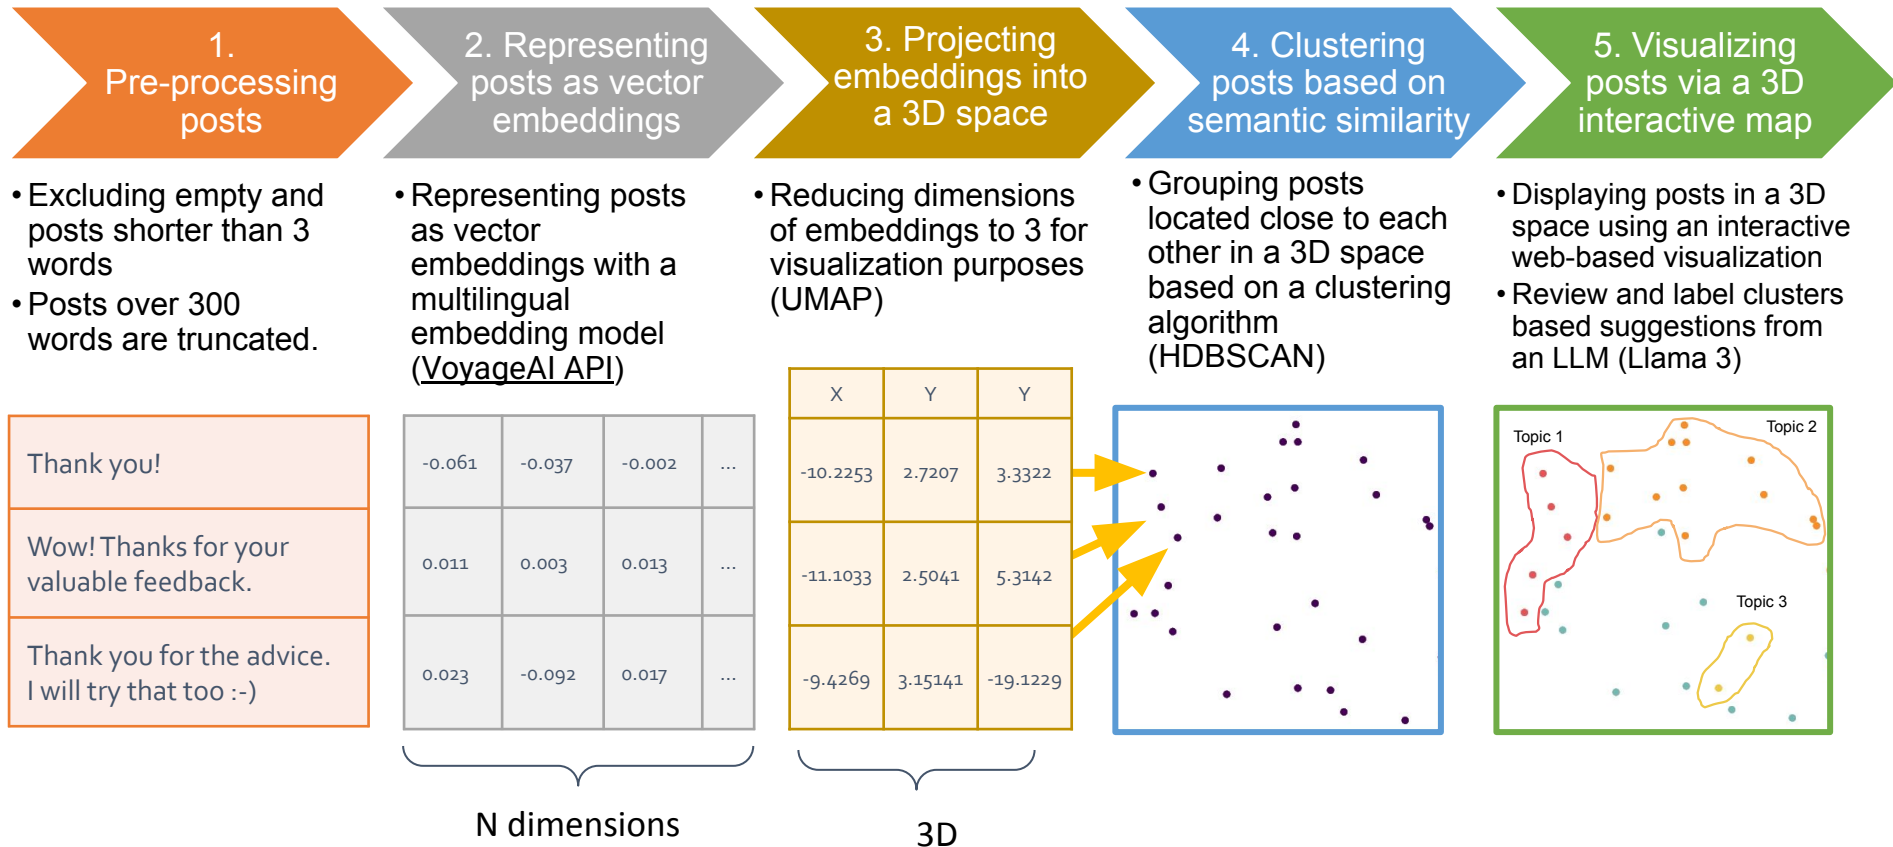 1.
Pre-processing
posts
2. Representing
posts as vector
embeddings
3. Projecting
embeddings into
a 3D space
4. Clustering
posts based on
semantic similarity
5. Visualizing
posts via a 3D
interactive map
• Excluding empty and
posts shorter than 3
words
• Posts over 300
words are truncated.
• Representing posts
as vector
embeddings with a
multilingual
embedding model
(VoyageAI API)
• Reducing dimensions
of embeddings to 3 for
visualization purposes
(UMAP)
• Grouping posts
located close to each
other in a 3D space
based on a clustering
algorithm
(HDBSCAN)
• Displaying posts in a 3D
space using an interactive
web-based visualization
• Review and label clusters
based suggestions from
an LLM (Llama 3)
Thank you!
Wow! Thanks for your
valuable feedback.
Thank you for the advice.
I will try that too :-)
-0.061 -0.037 -0.002 ...
0.011 0.003 0.013 ...
0.023 -0.092 0.017 ...
N dimensions
X Y Y
-10.2253 2.7207 3.3322
-11.1033 2.5041 5.3142
-9.4269 3.15141 -19.1229
3D
Topic 1
Topic 2
Topic 3